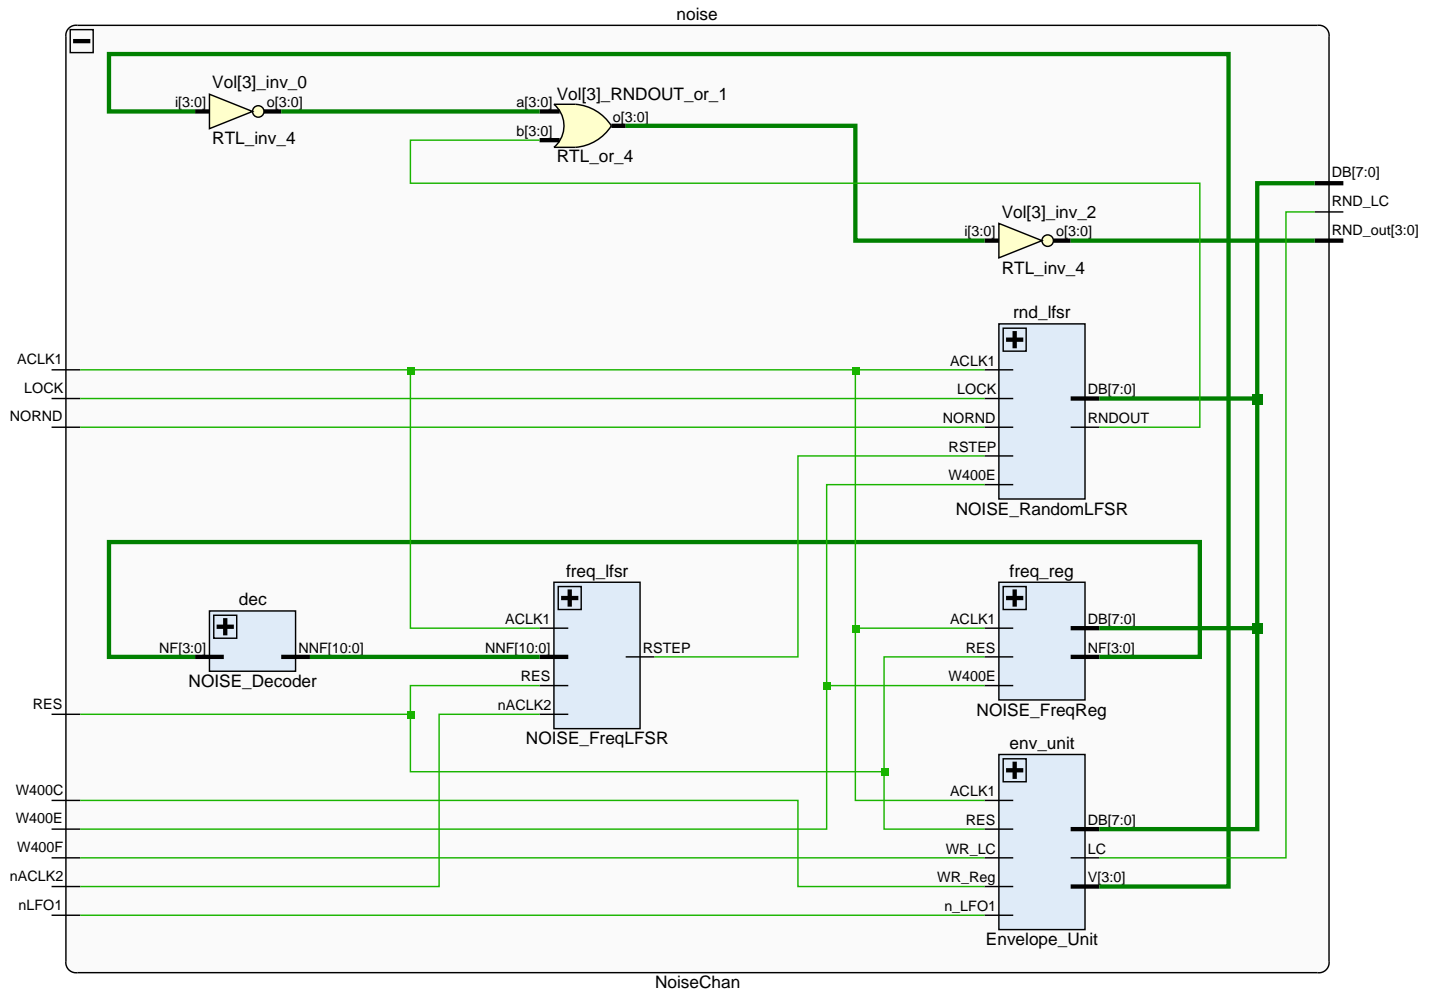 noise
Vol[3]_inv_0
i[3:0]
o[3:0]
RTL_inv_4
Vol[3]_RNDOUT_or_1
a[3:0]
b[3:0]
o[3:0]
RTL_or_4
Vol[3]_inv_2
i[3:0]
o[3:0]
RTL_inv_4
DB[7:0]
RND_LC
RND_out[3:0]
ACLK1
LOCK
NORND
rnd_lfsr
ACLK1
LOCK
NORND
RSTEP
W400E
DB[7:0]
RNDOUT
NOISE_RandomLFSR
dec
NF[3:0]
NNF[10:0]
NOISE_Decoder
freq_lfsr
ACLK1
NNF[10:0]
RES
nACLK2
RSTEP
NOISE_FreqLFSR
freq_reg
ACLK1
RES
W400E
DB[7:0]
NF[3:0]
NOISE_FreqReg
RES
W400C
W400E
W400F
nACLK2
nLFO1
env_unit
ACLK1
RES
WR_LC
WR_Reg
n_LFO1
DB[7:0]
LC
V[3:0]
Envelope_Unit
NoiseChan